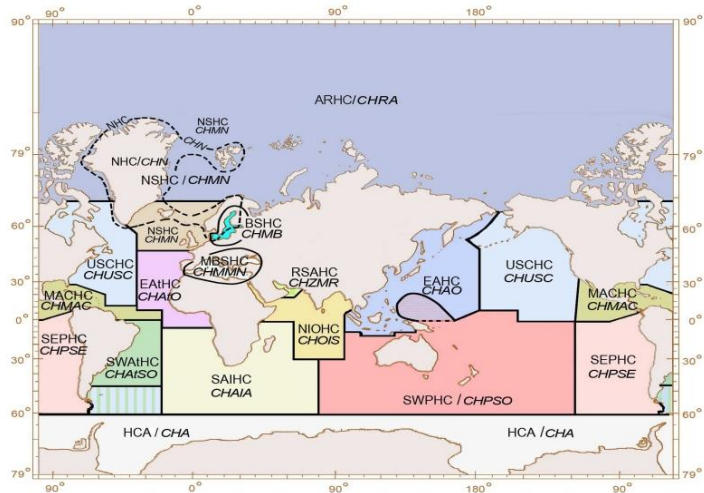 90° 0° 90° 180° 90°
90° 90°
ARHC/CHRA
NHC
CHN
NSHC
CHMN
79° 79°
NHC/CHN
NSHC / CHMN
60° 60°
NSHC
CHMN
BSHC
CHMB
USCHC
CHUSC
EAtHC
CHAtO
MBSHC
CHMMN
RSAHC
CHZMR
EAHC
CHAO
USCHC
CHUSC
30° 30°
MACHC
CHMAC
MACHC
CHMAC
0° 0°
NIOHC
CHOIS
SEPHC
CHPSE
SWAtHC
CHAtSO
SEPHC
CHPSE
30° 30°
SAIHC
CHAIA
SWPHC / CHPSO
60° 60°
HCA / CHA
HCA / CHA
79° 79°
90° 0° 90° 180° 90°